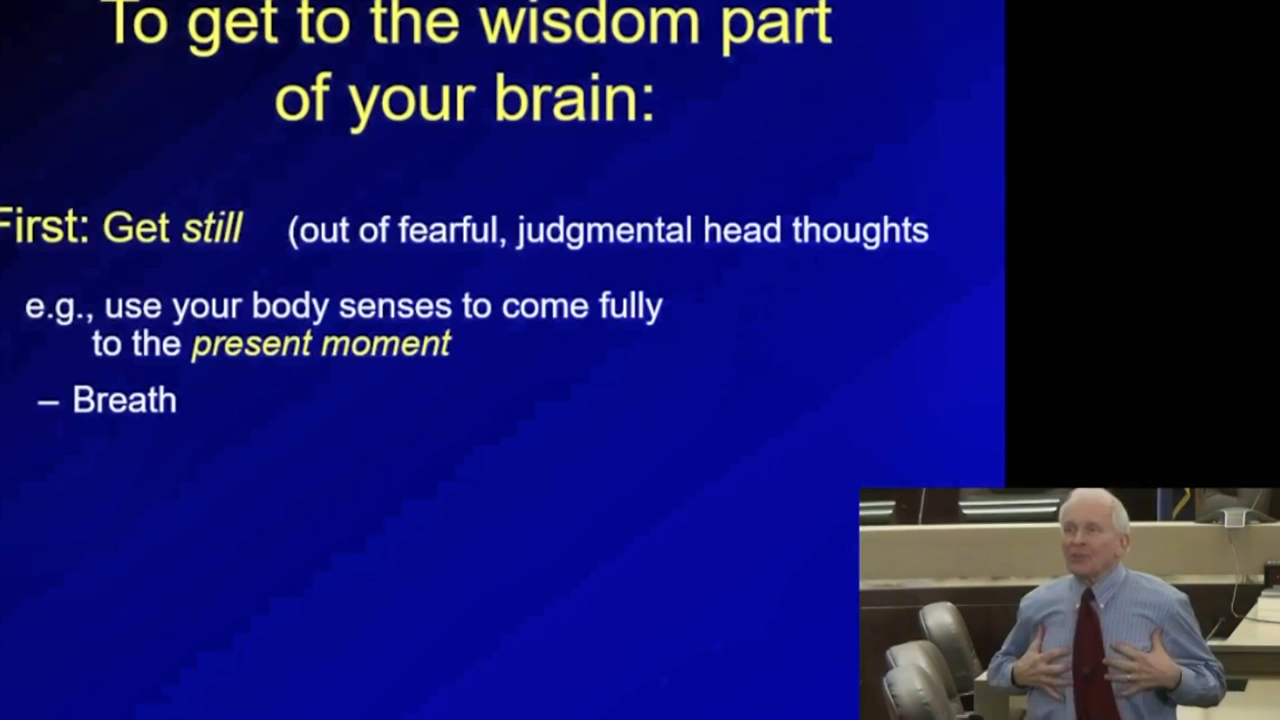 To get to the wisdom part
of your brain:
First: Get still (out of fearful, judgmental head thoughts
e.g., use your body senses to come fully
to the present moment
– Breath